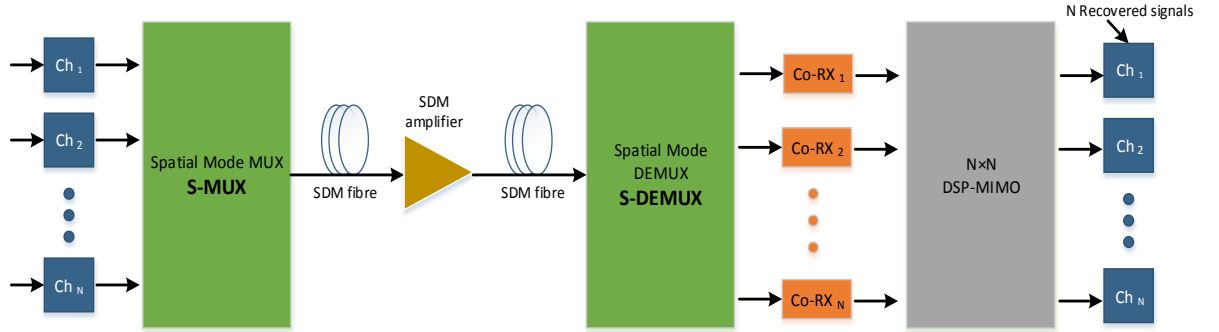 N Recovered signals
Ch 1
Ch 2
Ch N
Spatial Mode MUX
S-MUX
SDM fibre
SDM
amplifier
SDM fibre
Spatial Mode
DEMUX
S-DEMUX
Co-RX 1
Co-RX 2
Co-RX N
N×N
DSP-MIMO
Ch 1
Ch 2
Ch N